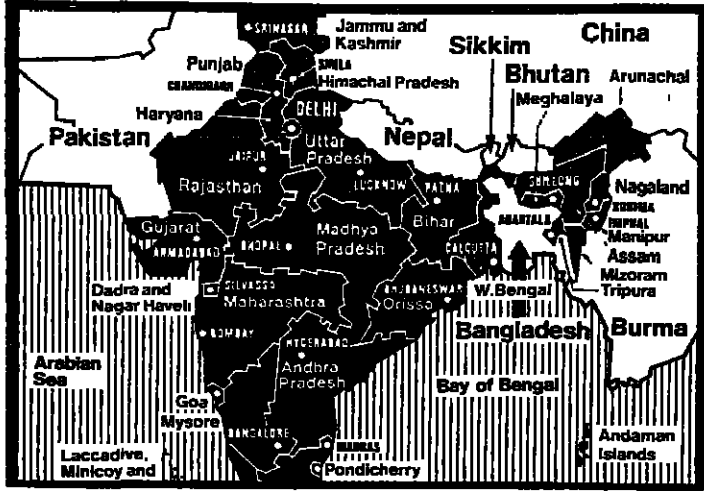 SRINAGAR
Jammu and
Kashmir
Sikkim
China
Punjab
SIMLA
Himachal Pradesh
Bhutan
Arunachal
CHANDIGARH
Meghalaya
Haryana
DELHI
Pakistan
Uttar
Pradesh
Nepal
JAIPUR
Rajasthan
LUCKNOW
PATNA
Bihar
SHILLONG
Nagaland
KOHIMA
IMPHAL
Manipur
AGARTALA
Gujarat
Madhya
Pradesh
AHMADABAD
BHOPAL
CALCUTTA
Assam
Mizoram
Tripura
Dadra and
Nagar Haveli
SILVASSA
Maharashtra
BHUBANESWAR
Orissa
W.Bengal
Bangladesh
Burma
BOMBAY
HYDERABAD
Andhra
Pradesh
Arabian
Sea
Bay of Bengal
Goa
Mysore
BANGALORE
MADRAS
Pondicherry
Laccadive,
Minicoy and
Andaman
Islands